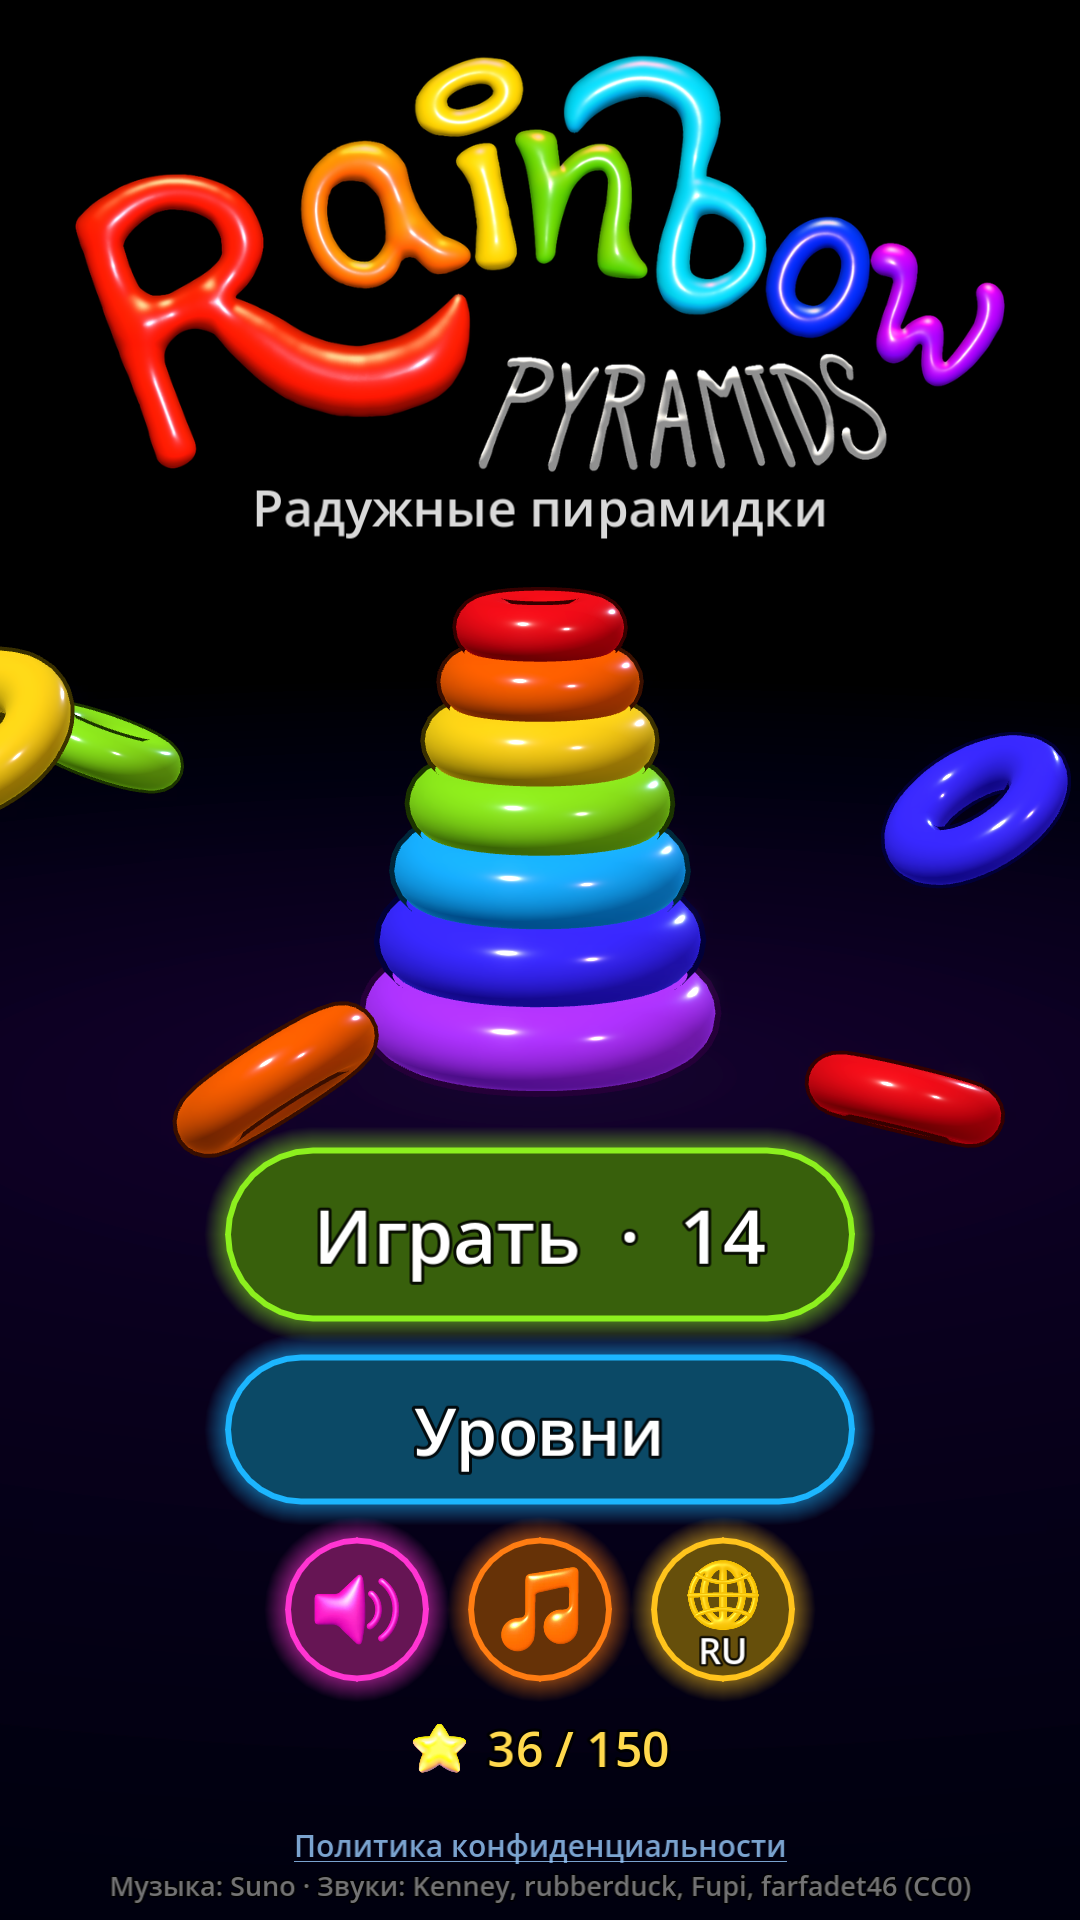 Rainbow
PYRAMIDS
Радужные пирамидки
Играть · 14
Уровни
RU
36 / 150
Политика конфиденциальности
Музыка: Suno · Звуки: Kenney, rubberduck, Fupi, farfadet46 (CC0)